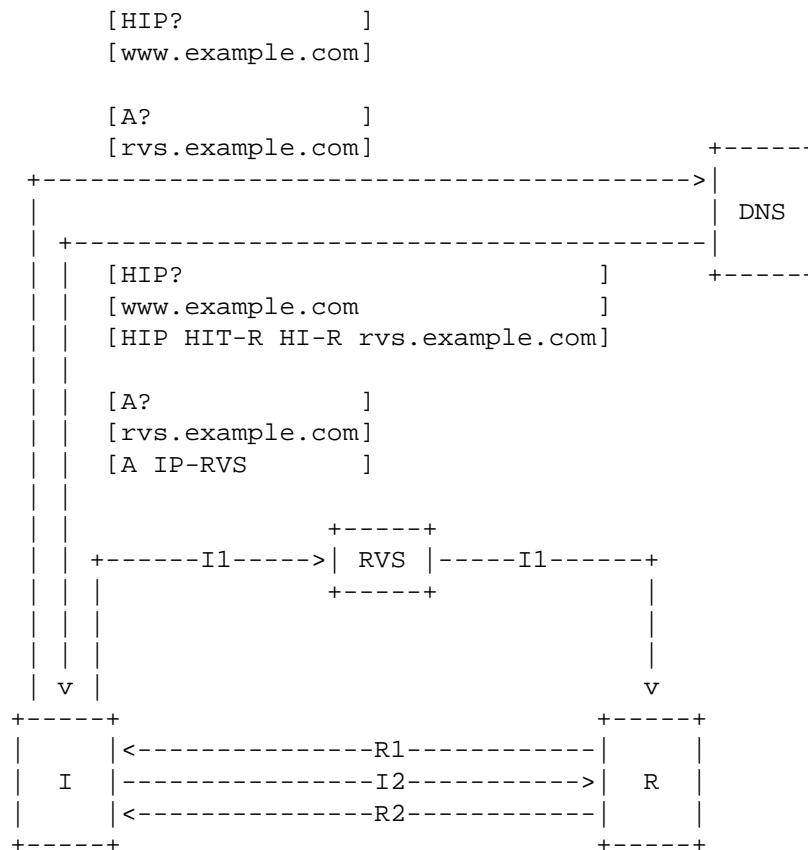 [HIP?               ]
[www.example.com]
[A?                 ]
[rvs.example.com]
DNS
[HIP?                              ]
[www.example.com                   ]
[HIP HIT-R HI-R rvs.example.com]
[A?             ]
[rvs.example.com]
[A IP-RVS       ]
I1 RVS I1
v v
R1
I I2 R
R2